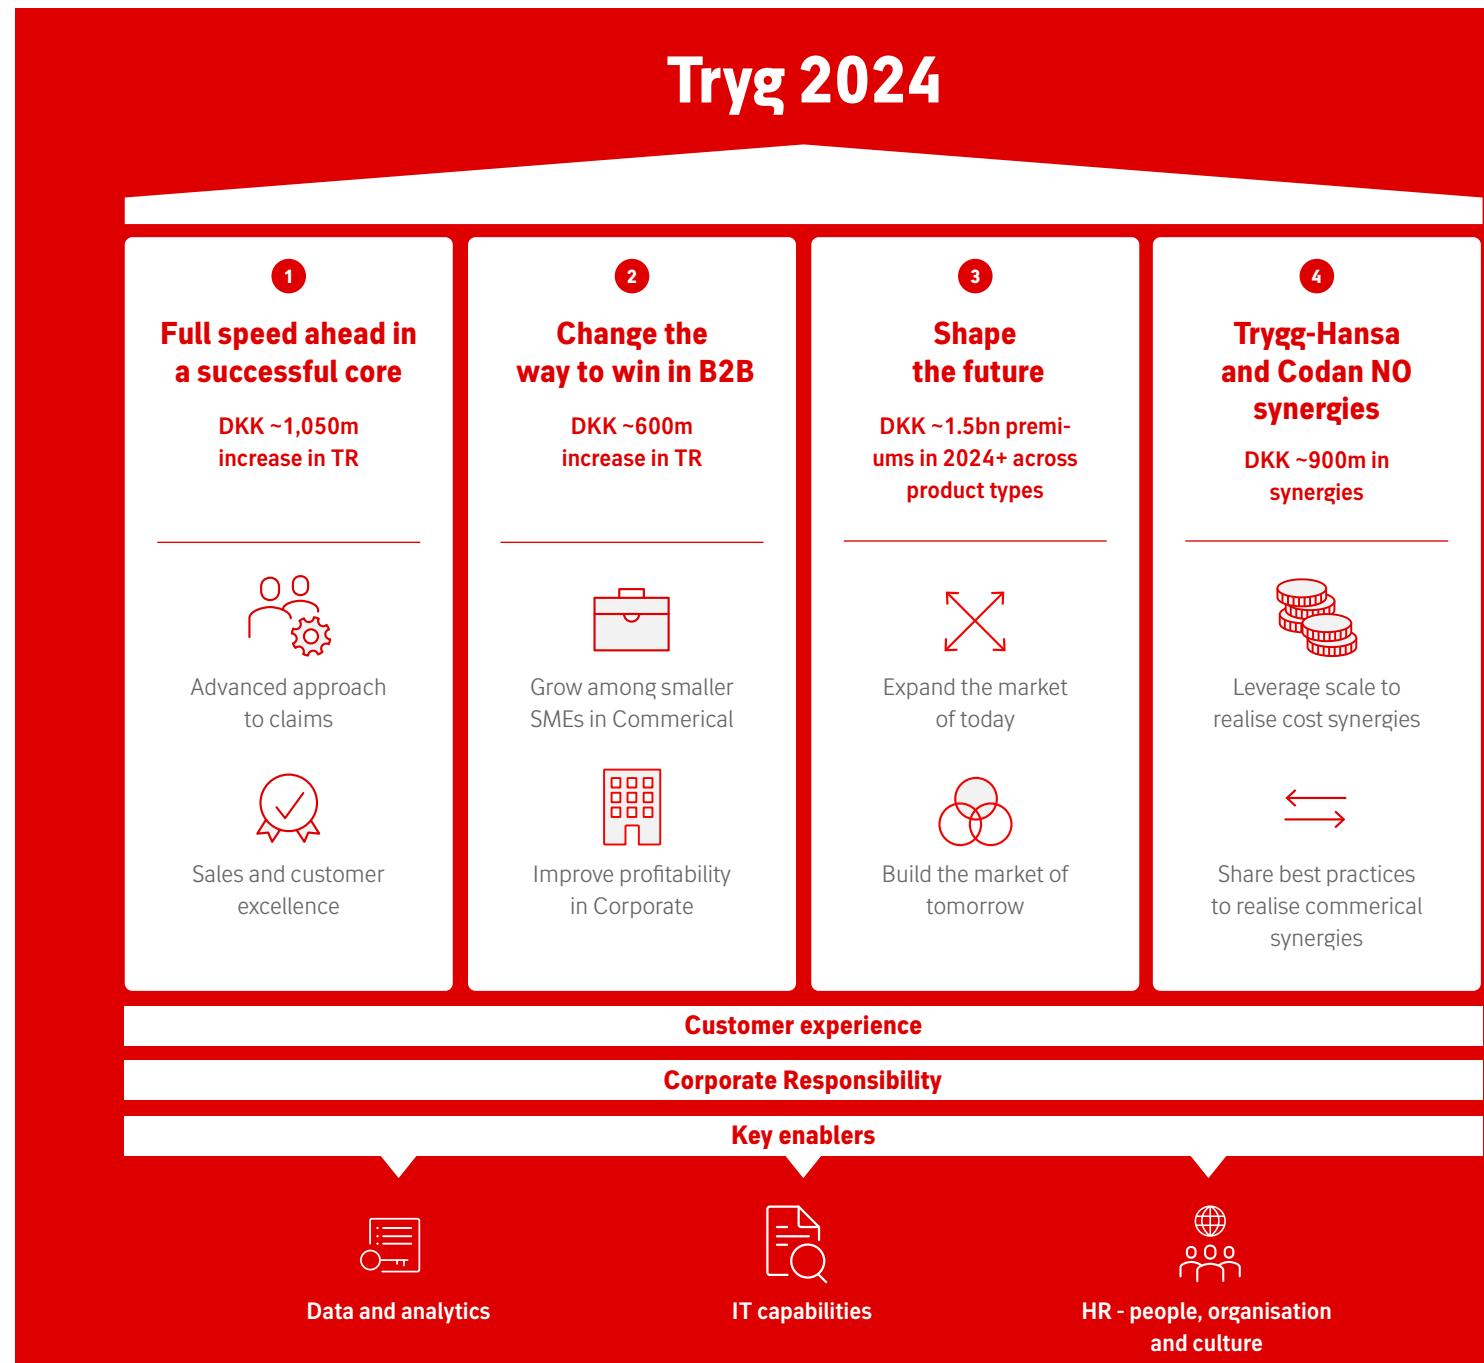 Tryg 2024
1
Full speed ahead in
a successful core
DKK ~1,050m
increase in TR
Advanced approach
to claims
Sales and customer
excellence
2
Change the
way to win in B2B
DKK ~600m
increase in TR
Grow among smaller
SMEs in Commerical
Improve profitability
in Corporate
3
Shape
the future
DKK ~1.5bn premi-
ums in 2024+ across
product types
Expand the market
of today
Build the market of
tomorrow
4
Trygg-Hansa
and Codan NO
synergies
DKK ~900m in
synergies
Leverage scale to
realise cost synergies
Share best practices
to realise commerical
synergies
Customer experience
Corporate Responsibility
Key enablers
Data and analytics
IT capabilities
HR - people, organisation
and culture